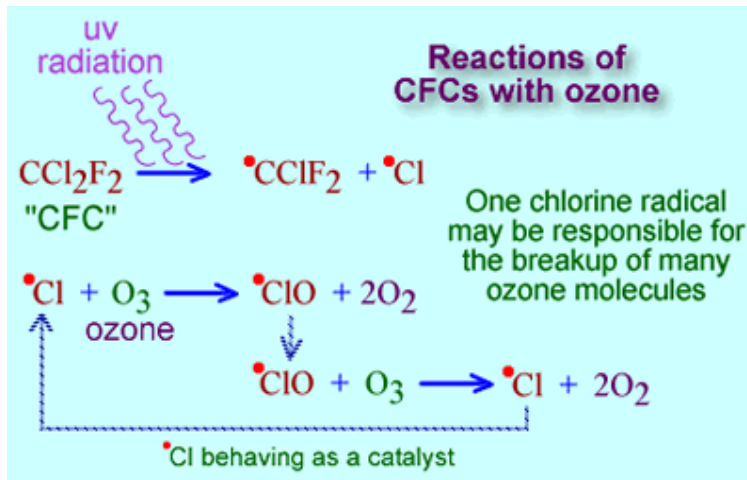 uv
radiation
Reactions of
CFCs with ozone
CCl₂F₂ → •CClF₂ + •Cl
"CFC"
One chlorine radical
may be responsible for
the breakup of many
ozone molecules
•Cl + O₃ → •ClO + 2O₂
ozone
•ClO + O₃ → •Cl + 2O₂
•Cl behaving as a catalyst